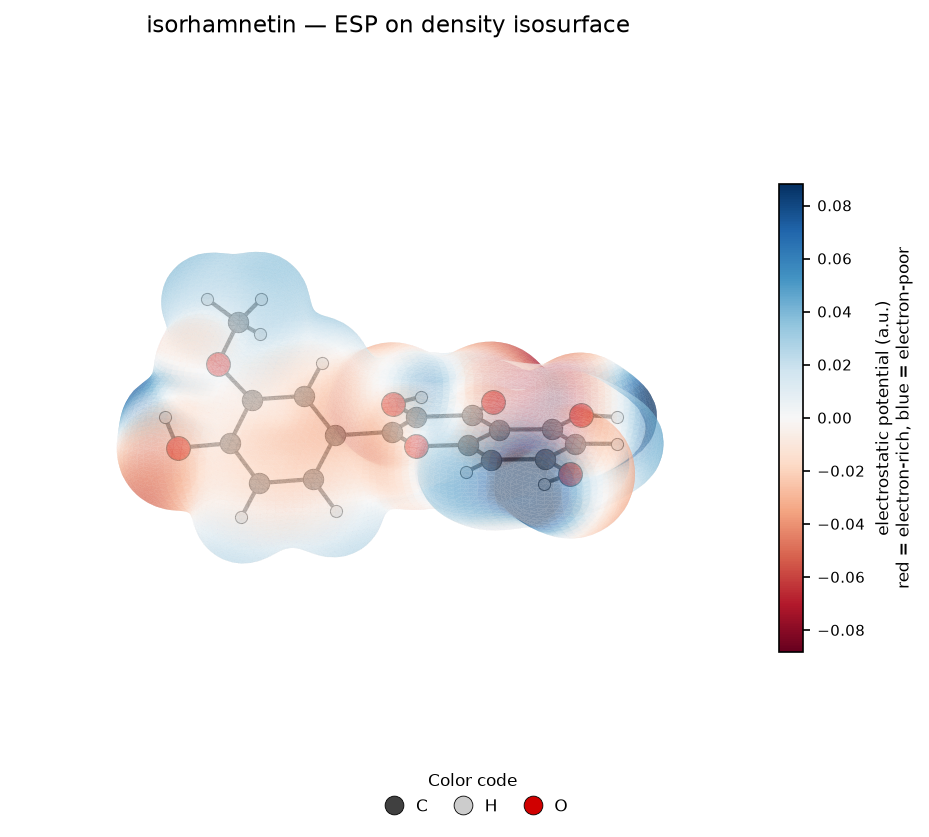 isorhamnetin — ESP on density isosurface
0.08
0.06
0.04
0.02
0.00
−0.02
−0.04
−0.06
−0.08
electrostatic potential (a.u.)
red = electron-rich, blue = electron-poor
Color code
C H O